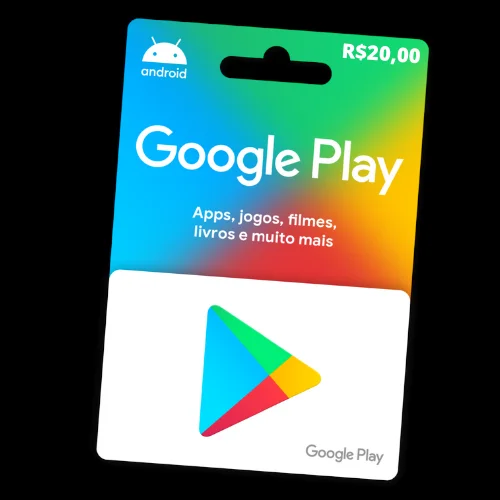 R$20,00
android
Google Play
Apps, jogos, filmes,
livros e muito mais
Google Play